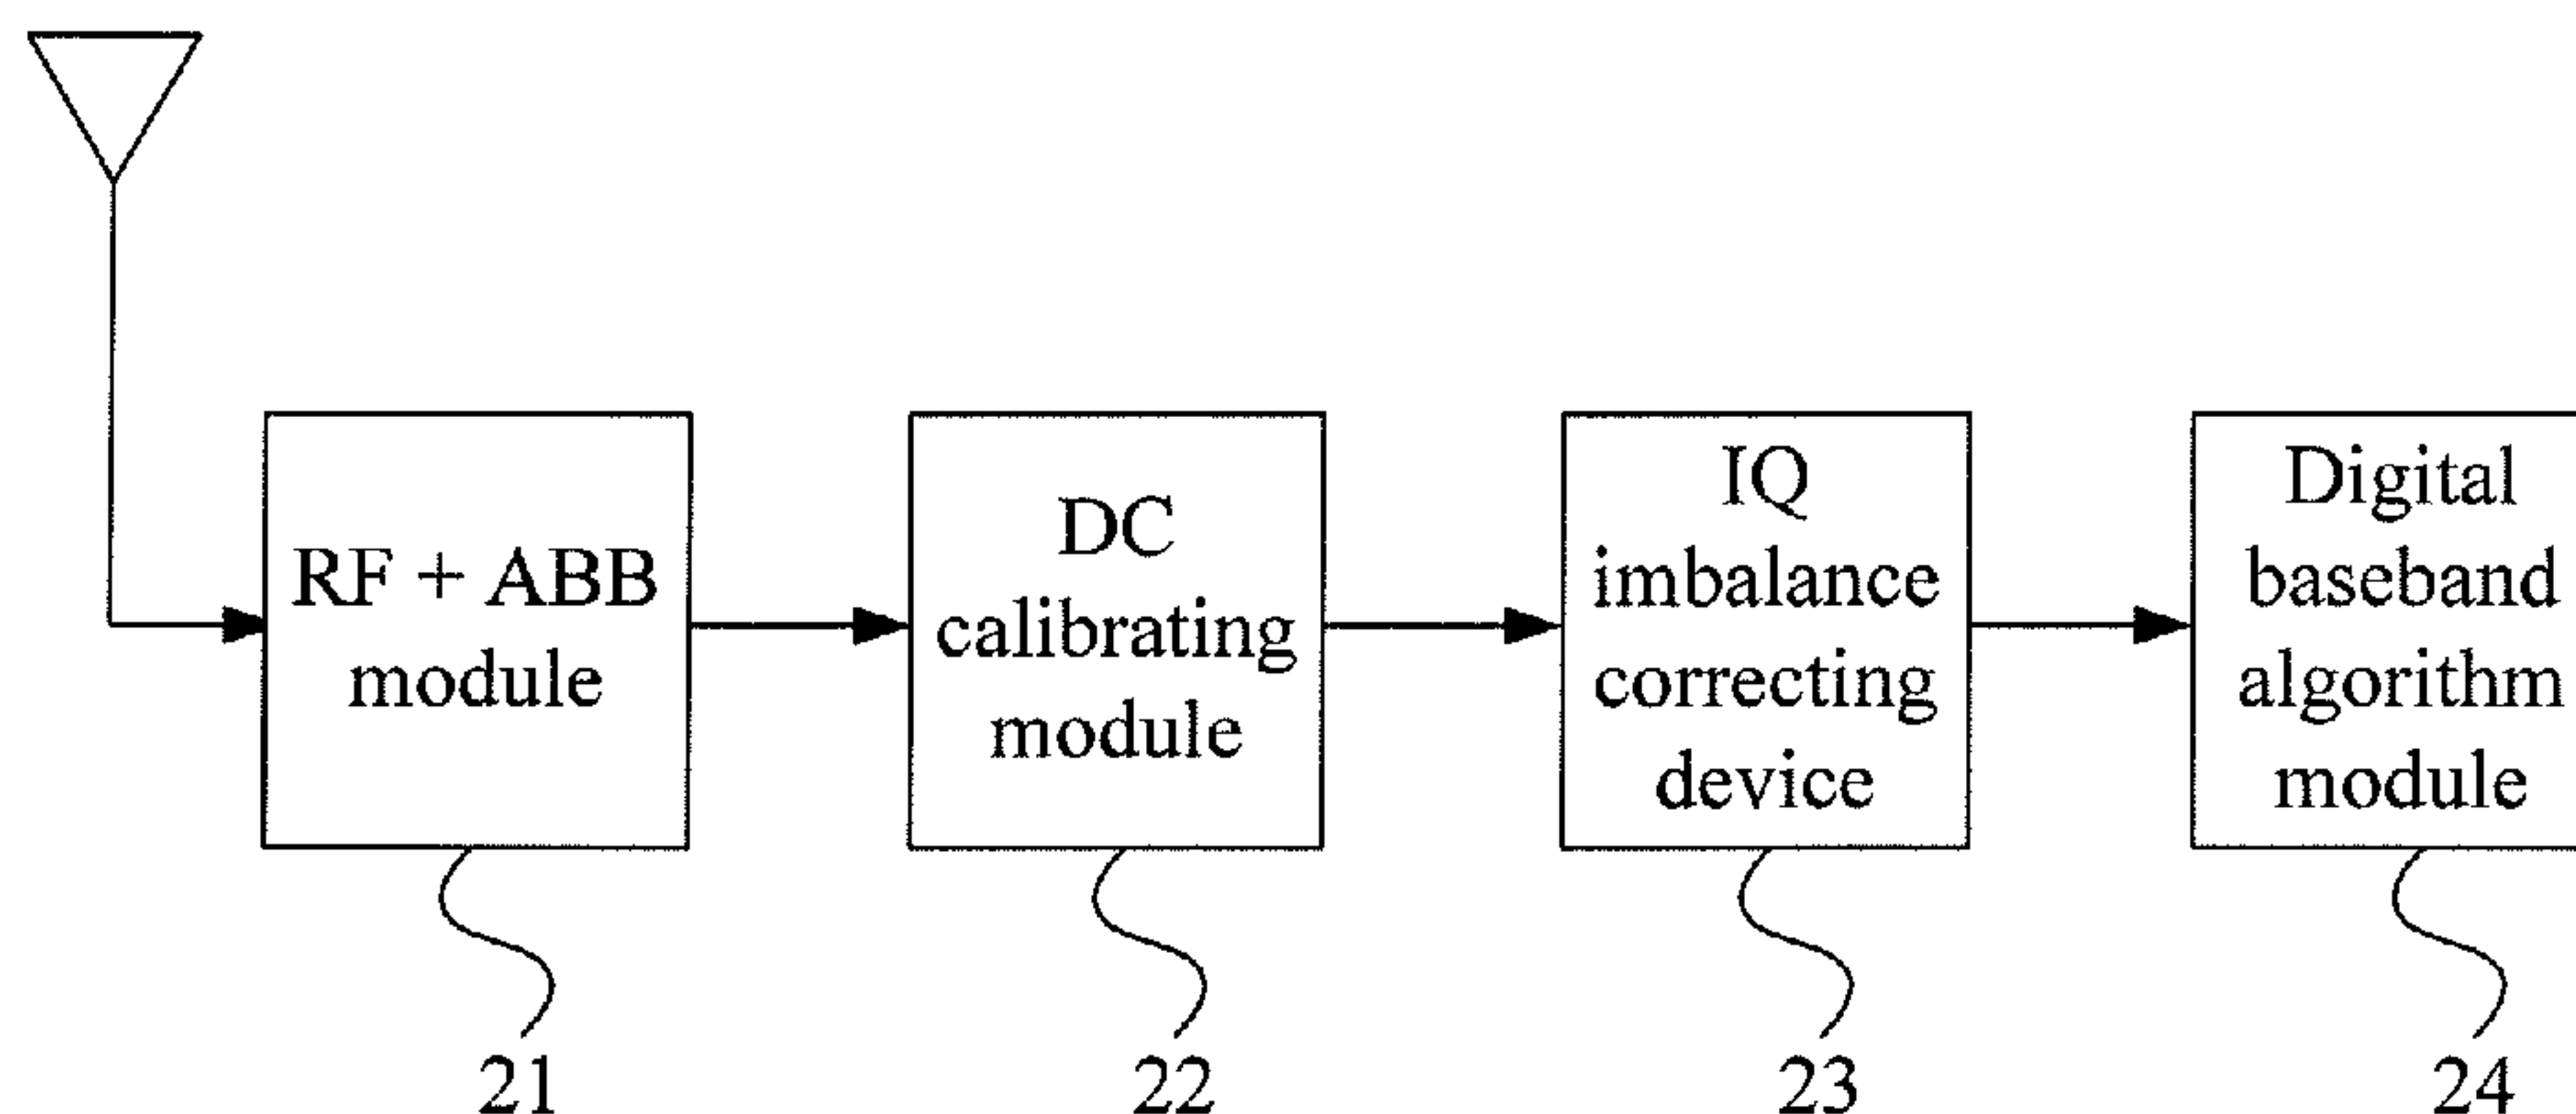 RF + ABB
module
DC
calibrating
module
IQ
imbalance
correcting
device
Digital
baseband
algorithm
module
21
22
23
24